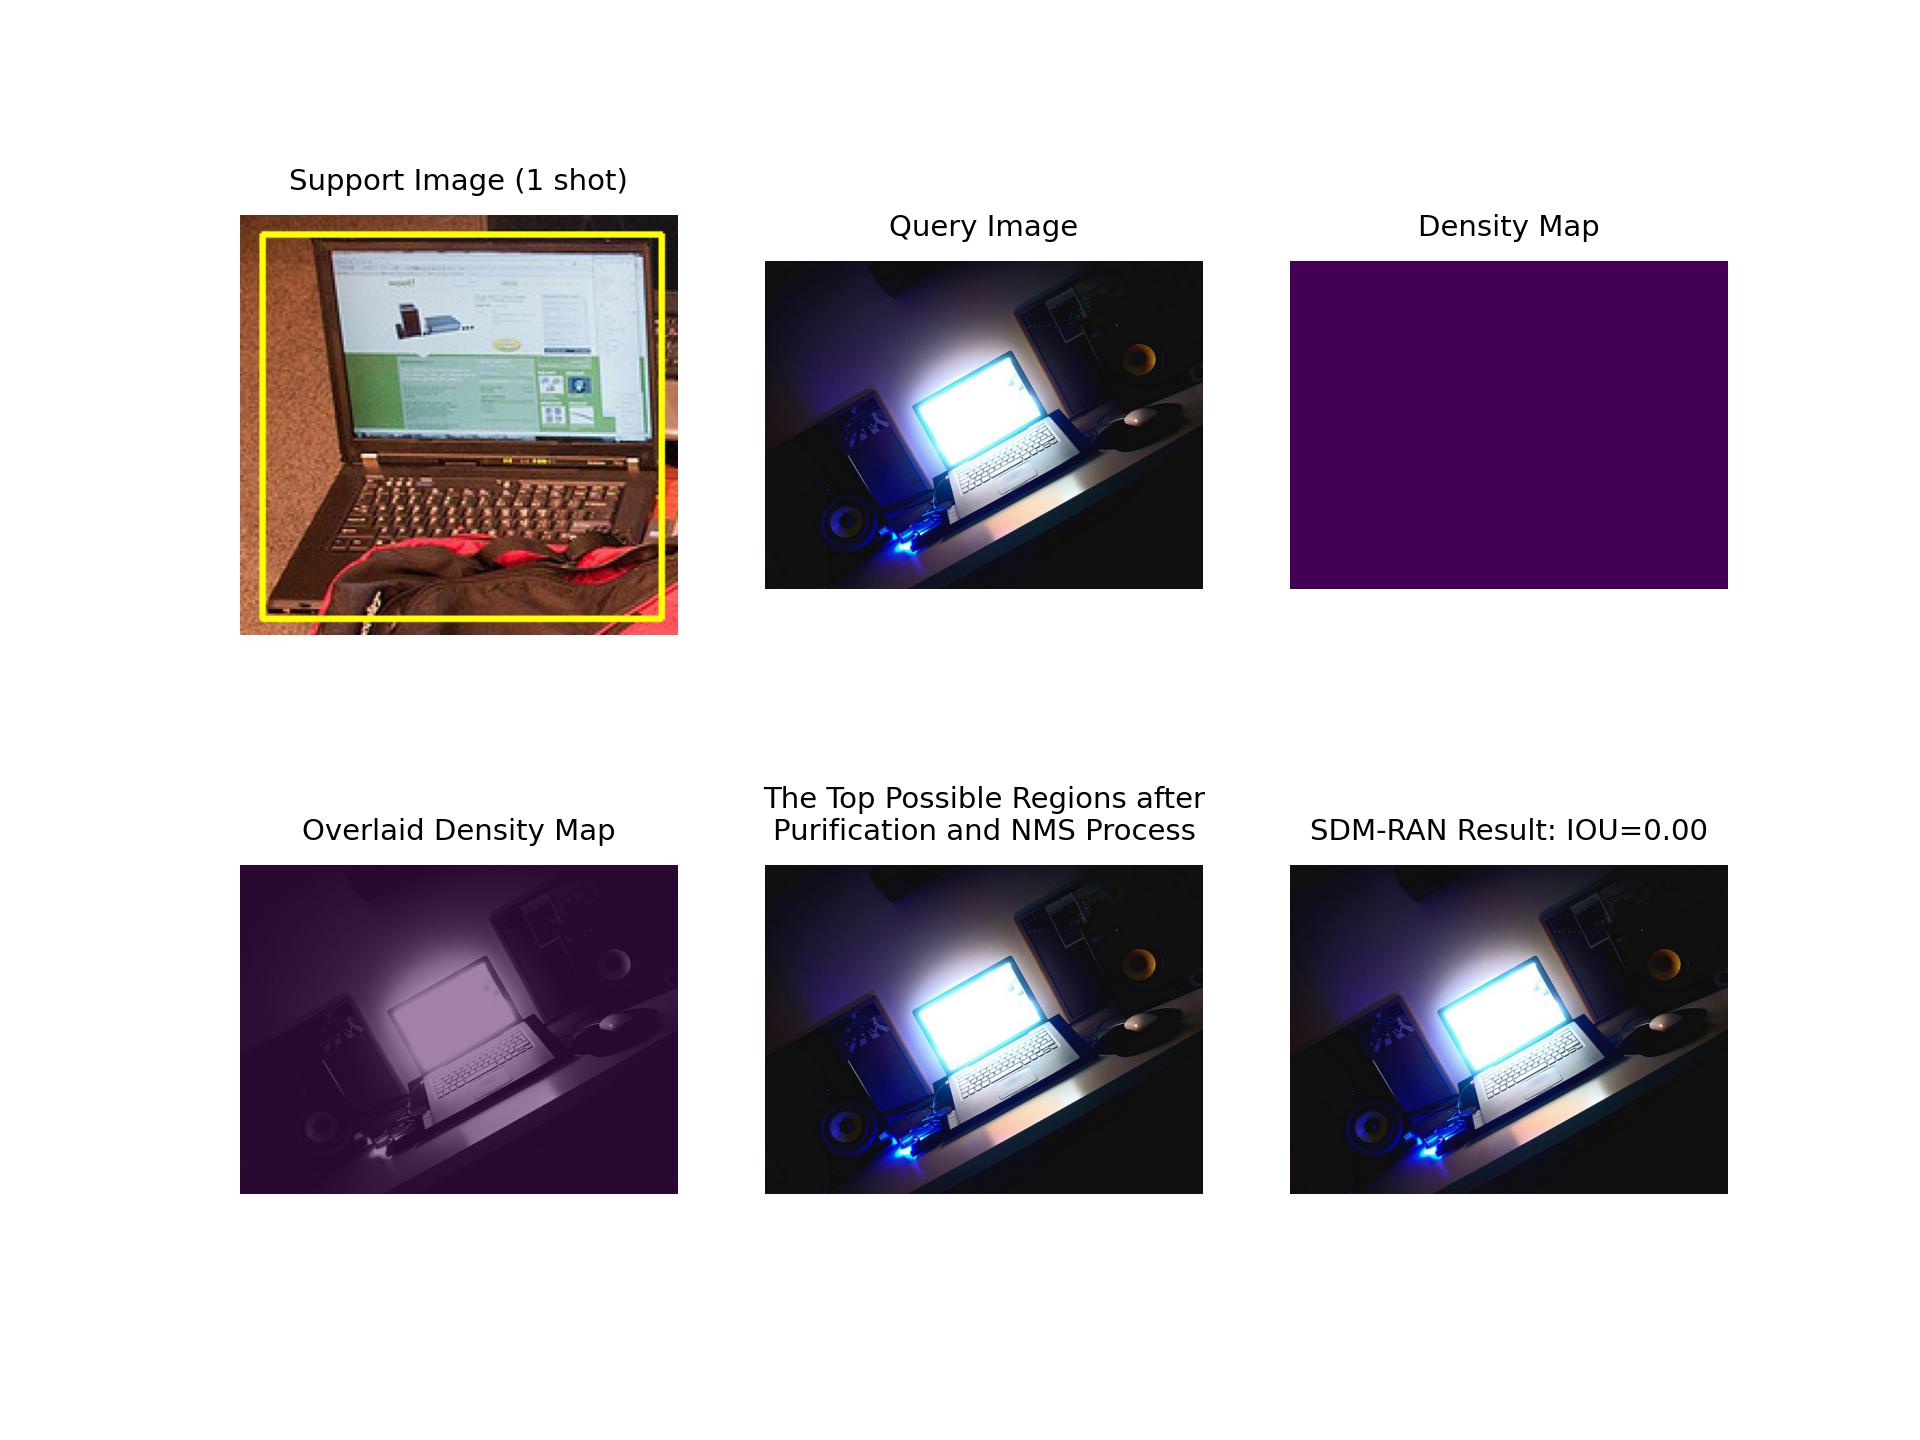 Support Image (1 shot)
Query Image
Density Map
woot!
Overlaid Density Map
The Top Possible Regions after
Purification and NMS Process
SDM-RAN Result: IOU=0.00